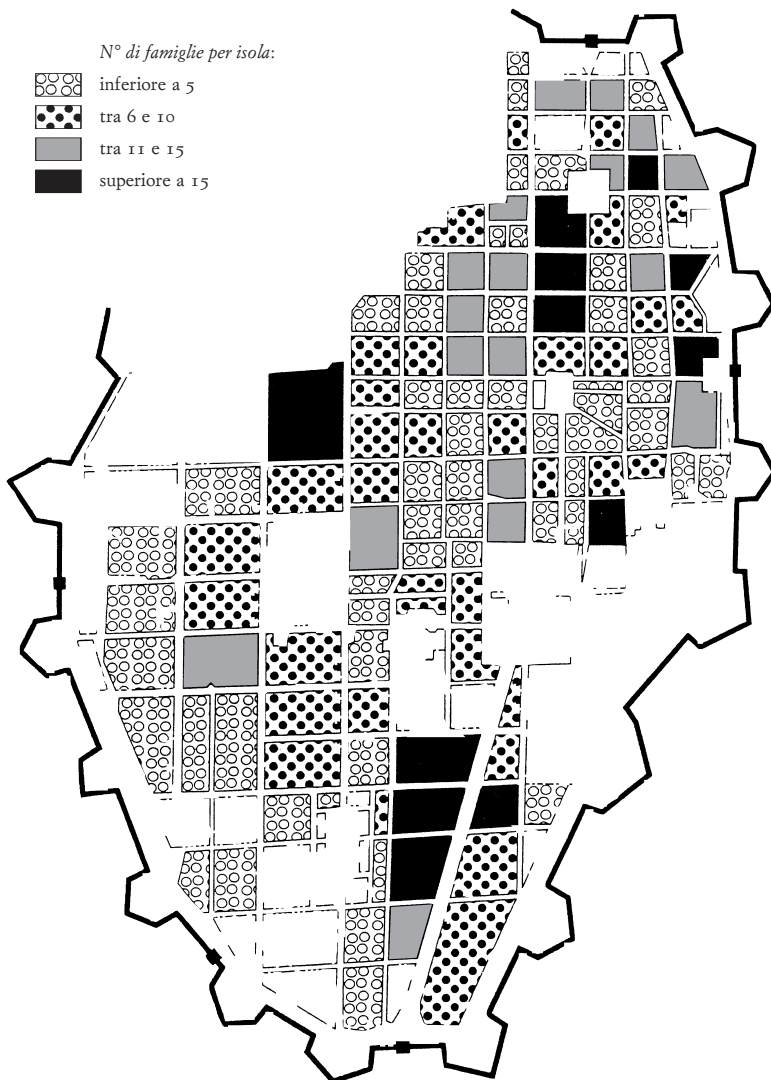 N° di famiglie per isola:
inferiore a 5
tra 6 e 10
tra 11 e 15
superiore a 15